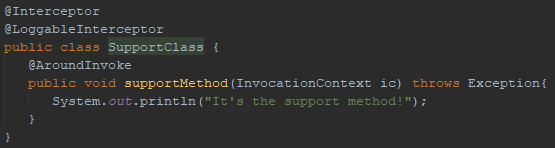 @Interceptor
@LoggableInterceptor
public class SupportClass {
    @AroundInvoke
    public void supportMethod(InvocationContext ic) throws Exception{
        System.out.println("It's the support method!");
    }
}